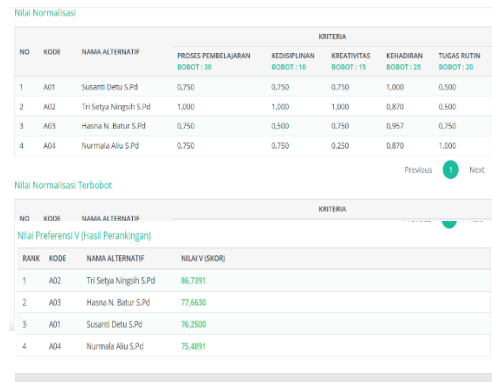 Nilai Normalisasi
NO KODE NAMA ALTERNATIF KRITERIA
PROSES PEMBELAJARAN KEDISIPLINAN KREATIVITAS KEHADIRAN TUGAS RUTIN
BOBOT : 30 BOBOT : 10 BOBOT : 15 BOBOT : 25 BOBOT : 20
1 A01 Susanti Detu S.Pd 0,750 0,750 0,750 1,000 0,500
2 A02 Tri Setya Ningsih S.Pd 1,000 1,000 1,000 0,870 0,500
3 A03 Hasna N. Batur S.Pd 0,750 0,500 0,750 0,957 0,750
4 A04 Nurmala Aliu S.Pd 0,750 0,750 0,250 0,870 1,000
Previous 1 Next
Nilai Normalisasi Terbobot
KRITERIA
NO KODE NAMA ALTERNATIF
Nilai Preferensi V (Hasil Perankingan)
RANK KODE NAMA ALTERNATIF NILAI V (SKOR)
1 A02 Tri Setya Ningsih S.Pd 86,7391
2 A03 Hasna N. Batur S.Pd 77,6630
3 A01 Susanti Detu S.Pd 76,2500
4 A04 Nurmala Aliu S.Pd 75,4891